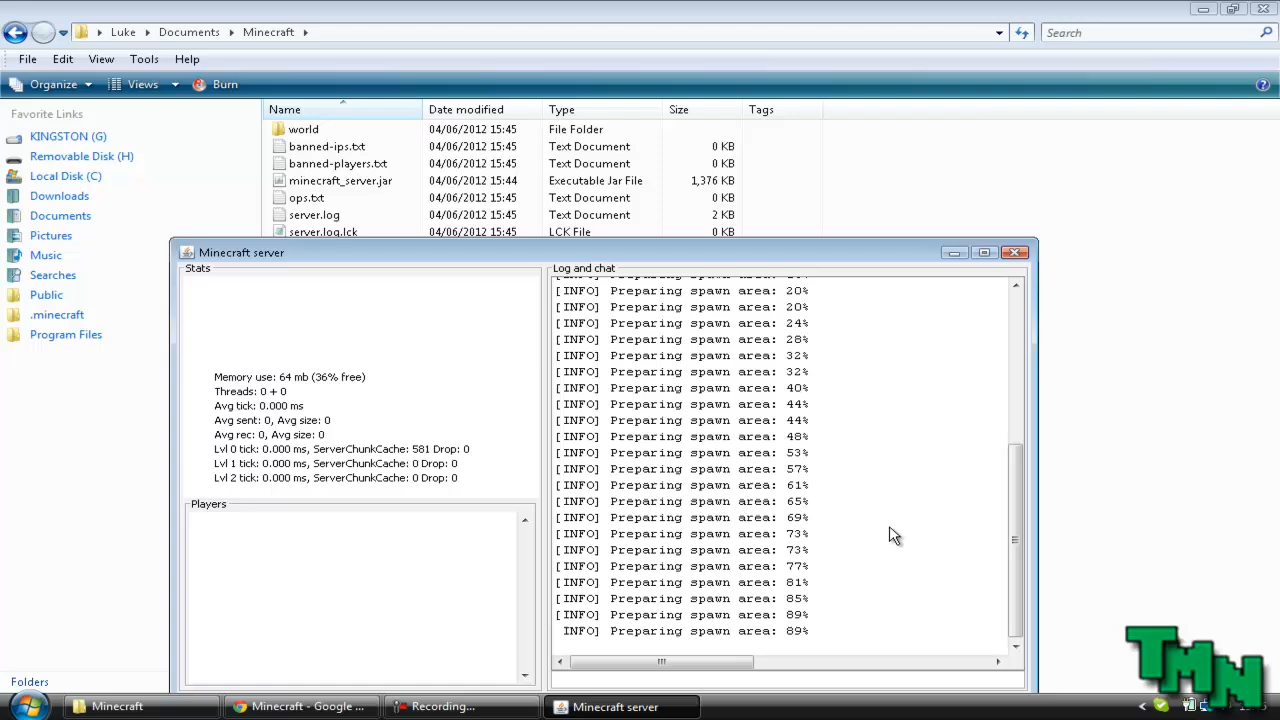 Luke Documents Minecraft Search
File Edit View Tools Help
Organize Views Burn
Favorite Links
KINGSTON (G)
Removable Disk (H)
Local Disk (C)
Downloads
Documents
Pictures
Music
Searches
Public
.minecraft
Program Files
Folders
Name Date modified Type Size Tags
world 04/06/2012 15:45 File Folder
banned-ips.txt 04/06/2012 15:45 Text Document 0 KB
banned-players.txt 04/06/2012 15:45 Text Document 0 KB
minecraft_server.jar 04/06/2012 15:44 Executable Jar File 1,376 KB
ops.txt 04/06/2012 15:45 Text Document 0 KB
server.log 04/06/2012 15:45 Text Document 2 KB
server.log.lck 04/06/2012 15:45 LCK File 0 KB
Minecraft server
Stats
Memory use: 64 mb (36% free)
Threads: 0 + 0
Avg tick: 0.000 ms
Avg sent: 0, Avg size: 0
Avg rec: 0, Avg size: 0
Lvl 0 tick: 0.000 ms, ServerChunkCache: 581 Drop: 0
Lvl 1 tick: 0.000 ms, ServerChunkCache: 0 Drop: 0
Lvl 2 tick: 0.000 ms, ServerChunkCache: 0 Drop: 0
Players
Log and chat
[INFO] Preparing spawn area: 20%
[INFO] Preparing spawn area: 20%
[INFO] Preparing spawn area: 24%
[INFO] Preparing spawn area: 28%
[INFO] Preparing spawn area: 32%
[INFO] Preparing spawn area: 32%
[INFO] Preparing spawn area: 40%
[INFO] Preparing spawn area: 44%
[INFO] Preparing spawn area: 44%
[INFO] Preparing spawn area: 48%
[INFO] Preparing spawn area: 53%
[INFO] Preparing spawn area: 57%
[INFO] Preparing spawn area: 61%
[INFO] Preparing spawn area: 65%
[INFO] Preparing spawn area: 69%
[INFO] Preparing spawn area: 73%
[INFO] Preparing spawn area: 73%
[INFO] Preparing spawn area: 77%
[INFO] Preparing spawn area: 81%
[INFO] Preparing spawn area: 85%
[INFO] Preparing spawn area: 89%
INFO] Preparing spawn area: 89%
TMN
Minecraft Minecraft - Google ... Recording... Minecraft server